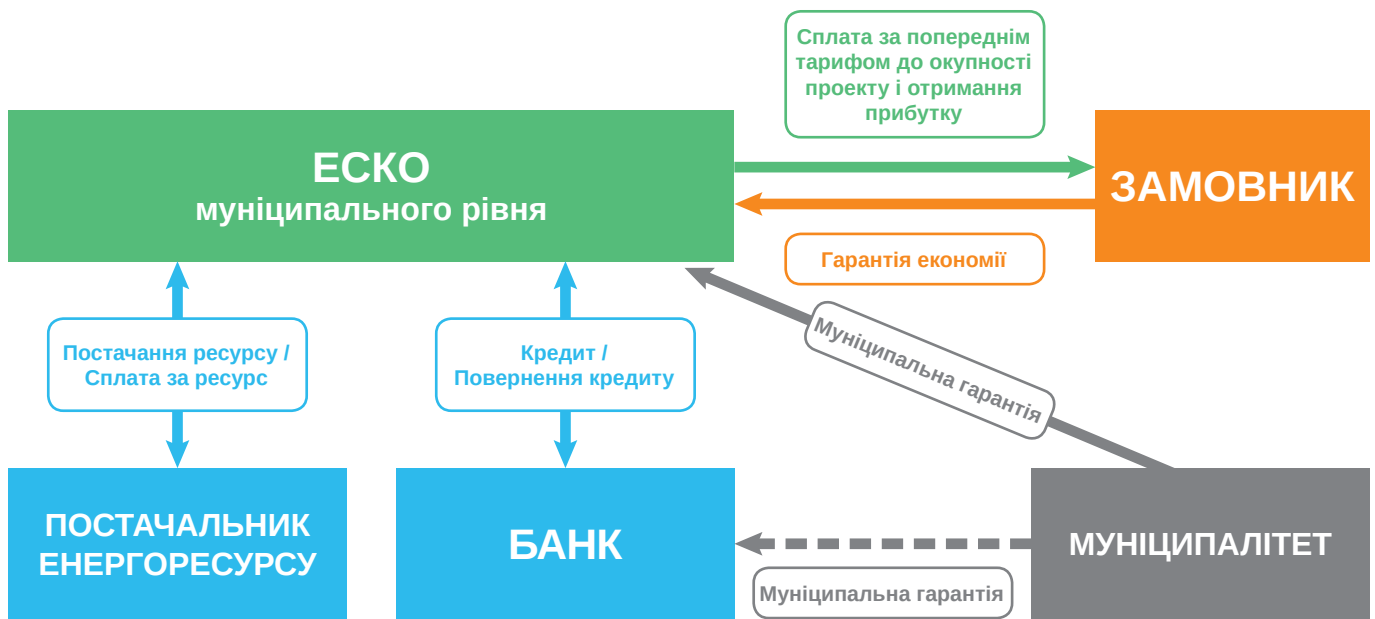 Сплата за попереднім
тарифом до окупності
проекту і отримання
прибутку
ЕСКО
муніципального рівня
ЗАМОВНИК
Гарантія економії
Муніципальна гарантія
Постачання ресурсу /
Сплата за ресурс
Кредит /
Повернення кредиту
ПОСТАЧАЛЬНИК
ЕНЕРГОРЕСУРСУ
БАНК
МУНІЦИПАЛІТЕТ
Муніципальна гарантія